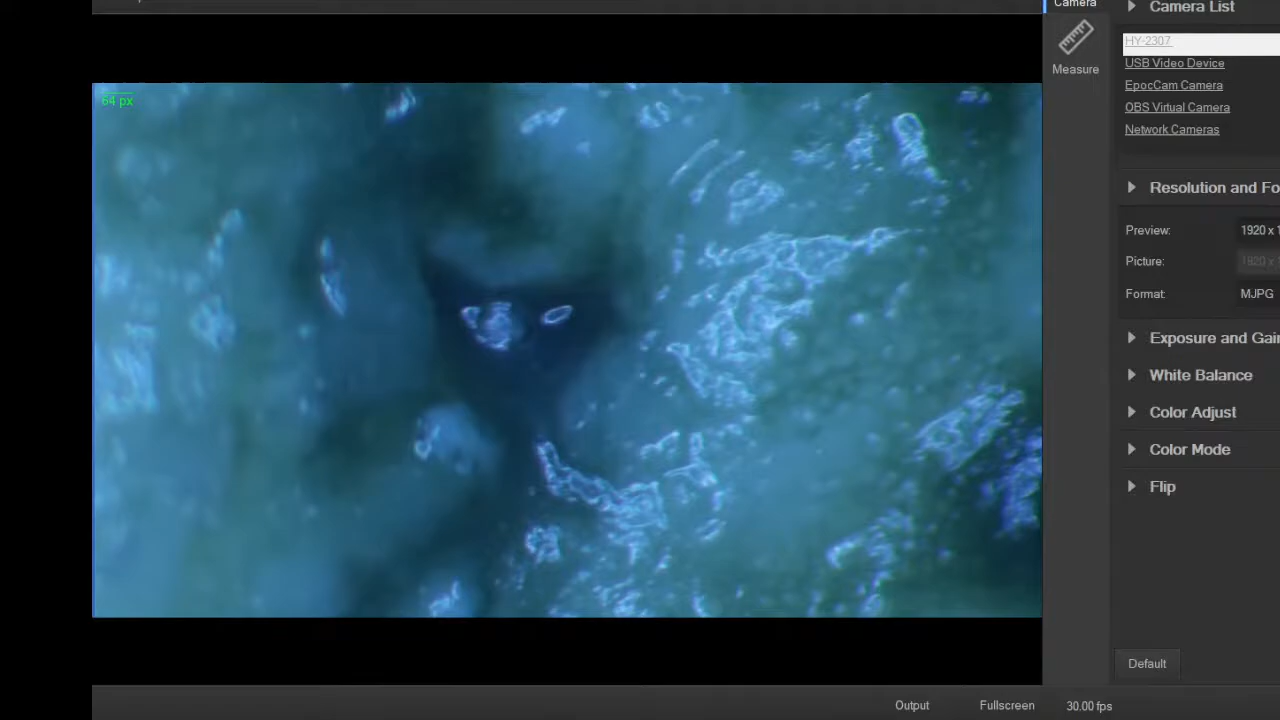 Camera
Camera List
Measure
HY-2307
USB Video Device
EpocCam Camera
OBS Virtual Camera
Network Cameras
64 px
Resolution and Fo
Preview:
1920 x 1
Picture:
1920 x
Format:
MJPG
Exposure and Gai
White Balance
Color Adjust
Color Mode
Flip
Default
Output
Fullscreen
30.00 fps